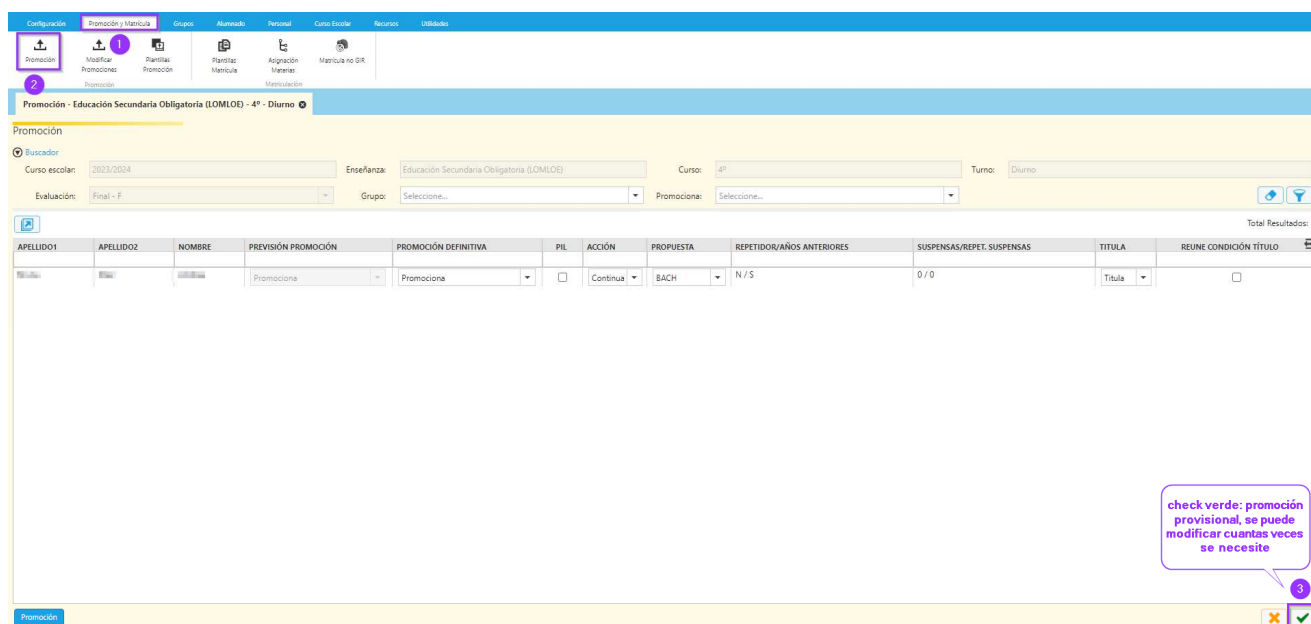 Configuración Promoción y Matrícula Grupos Alumnado Personal Curso Escolar Recursos Utilidades
1
Promoción Modificar Promociones Plantillas Promoción Plantillas Matrícula Asignación Materias Matrícula no GIR
2
Promoción Matriculación
Promoción - Educación Secundaria Obligatoria (LOMLOE) - 4º - Diurno
Promoción
Buscador
Curso escolar: 2023/2024 Enseñanza: Educación Secundaria Obligatoria (LOMLOE) Curso: 4º Turno: Diurno
Evaluación: Final - F Grupo: Seleccione... Promociona: Seleccione...
Total Resultados:
APELLIDO1 APELLIDO2 NOMBRE PREVISIÓN PROMOCIÓN PROMOCIÓN DEFINITIVA PIL ACCIÓN PROPUESTA REPETIDOR/AÑOS ANTERIORES SUSPENSAS/REPET. SUSPENSAS TITULA REUNE CONDICIÓN TÍTULO
Promociona Promociona Continua BACH N / S 0 / 0 Titula
check verde: promoción
provisional, se puede
modificar cuantas veces
se necesite
3
Promoción